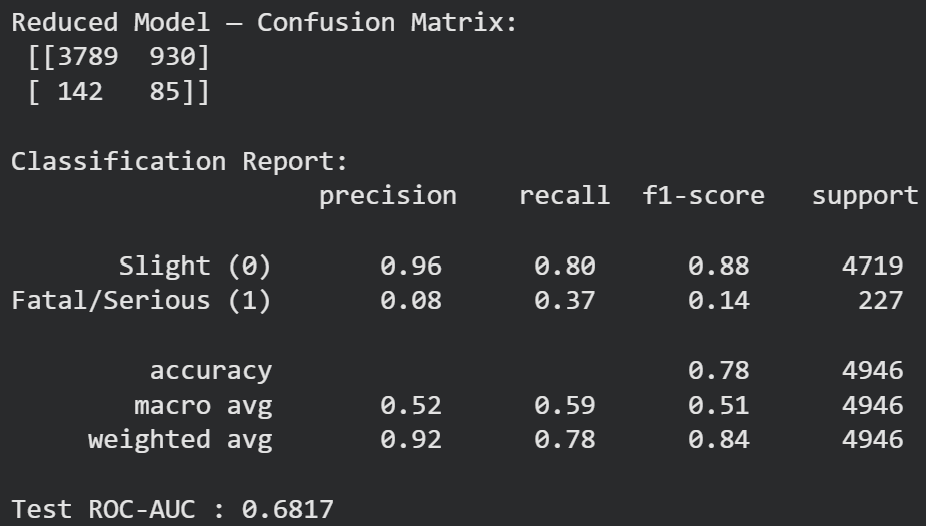 Reduced Model — Confusion Matrix:
[[3789 930]
[ 142 85]]
Classification Report:
precision recall f1-score support
Slight (0) 0.96 0.80 0.88 4719
Fatal/Serious (1) 0.08 0.37 0.14 227
accuracy 0.78 4946
macro avg 0.52 0.59 0.51 4946
weighted avg 0.92 0.78 0.84 4946
Test ROC-AUC : 0.6817